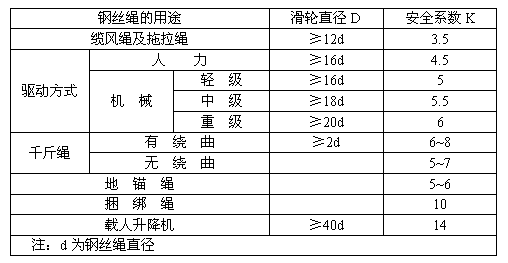 钢丝绳的用途 滑轮直径 D 安全系数 K
缆风绳及拖拉绳 ≥12d 3.5
驱动方式 人 力 ≥16d 4.5
机 械 轻 级 ≥16d 5
中 级 ≥18d 5.5
重 级 ≥20d 6
千斤绳 有 绕 曲 ≥2d 6~8
无 绕 曲 5~7
地 锚 绳 5~6
捆 绑 绳 10
载人升降机 ≥40d 14
注：d 为钢丝绳直径